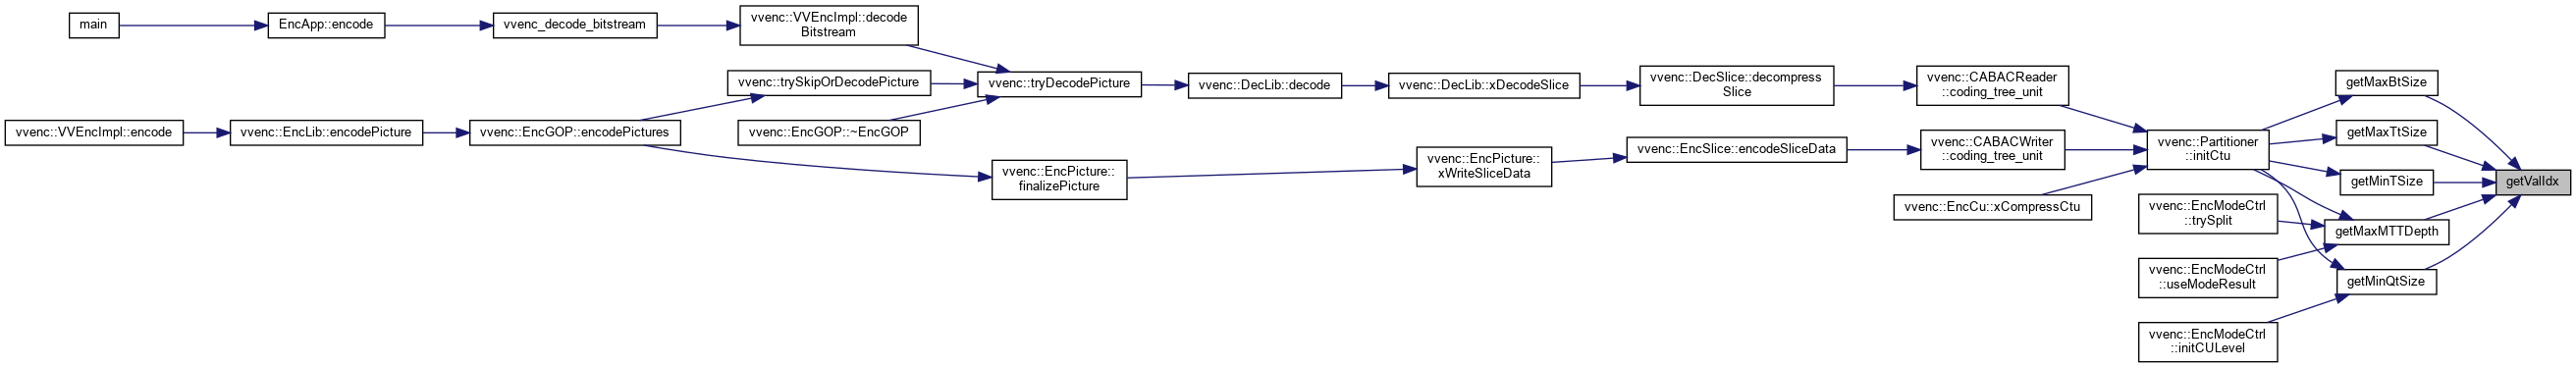 main
EncApp::encode
vvenc_decode_bitstream
vvenc::VVEncImpl::decode
Bitstream
vvenc::trySkipOrDecodePicture
vvenc::tryDecodePicture
vvenc::DecLib::decode
vvenc::DecLib::xDecodeSlice
vvenc::DecSlice::decompress
Slice
vvenc::CABACReader
::coding_tree_unit
getMaxBtSize
vvenc::VVEncImpl::encode
vvenc::EncLib::encodePicture
vvenc::EncGOP::encodePictures
vvenc::EncGOP::~EncGOP
vvenc::EncPicture::
finalizePicture
vvenc::EncPicture::
xWriteSliceData
vvenc::EncSlice::encodeSliceData
vvenc::CABACWriter
::coding_tree_unit
vvenc::Partitioner
::initCtu
getMaxTtSize
getMinTSize
getValIdx
vvenc::EncCu::xCompressCtu
vvenc::EncModeCtrl
::trySplit
getMaxMTTDepth
vvenc::EncModeCtrl
::useModeResult
getMinQtSize
vvenc::EncModeCtrl
::initCULevel